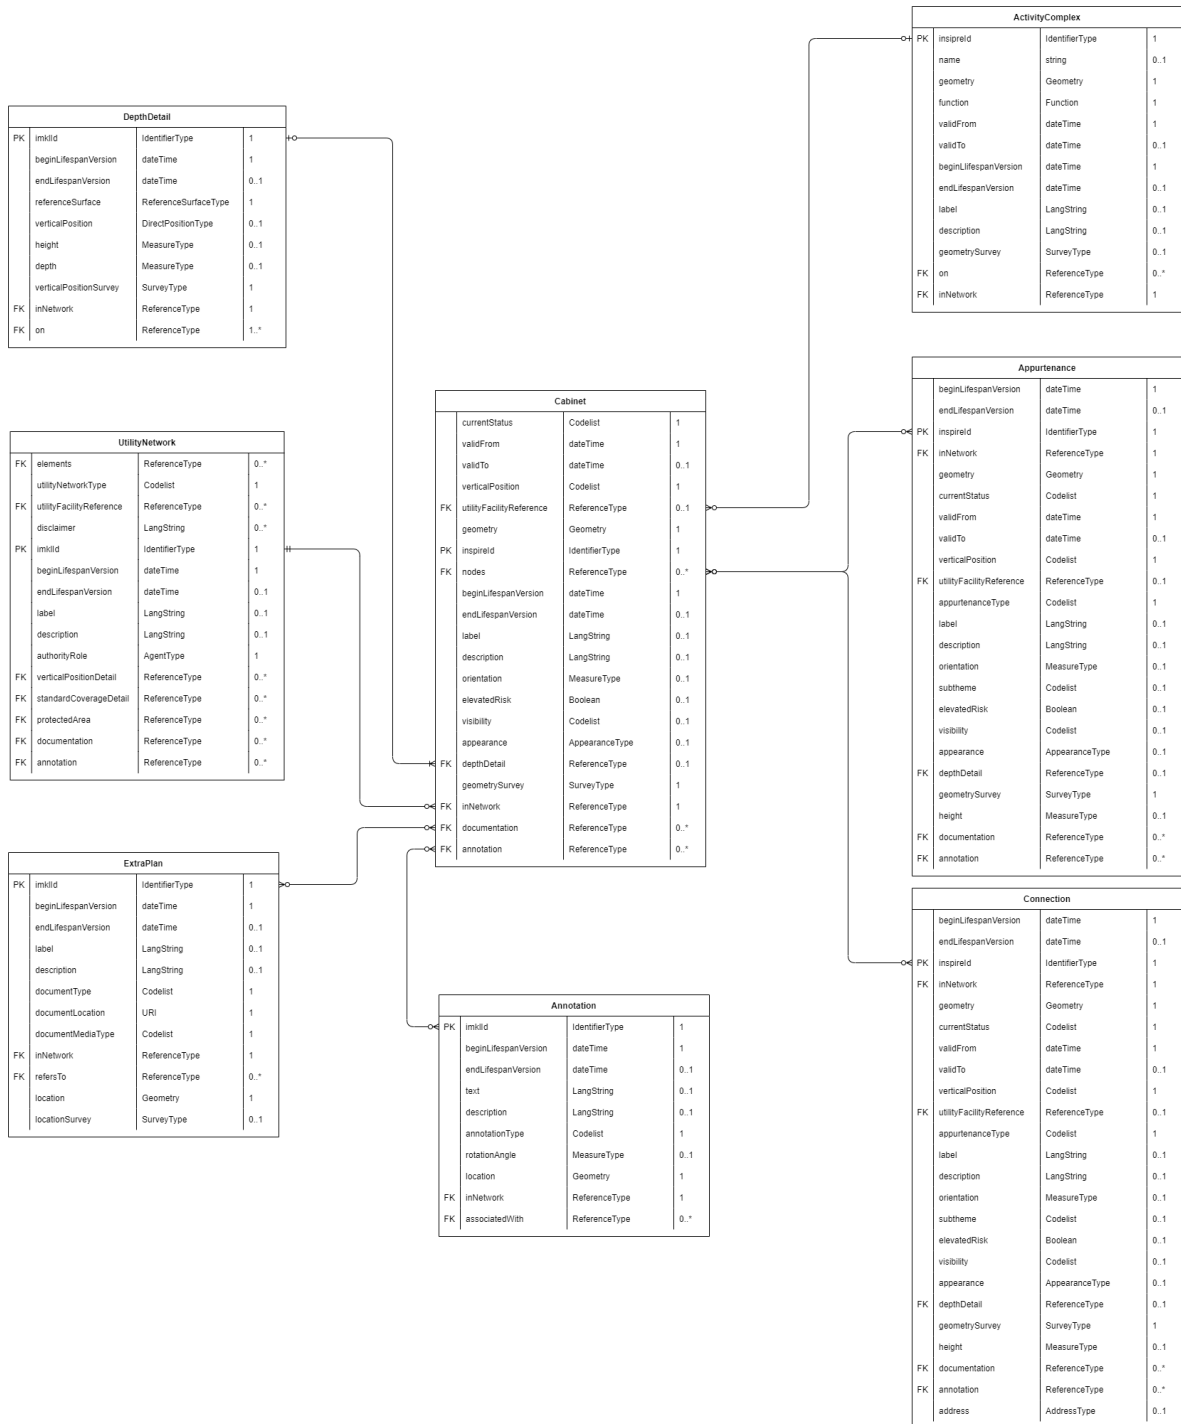 ActivityComplex
PK insipreId IdentifierType 1
name string 0..1
geometry Geometry 1
function Function 1
validFrom dateTime 1
validTo dateTime 0..1
beginLlifespanVersion dateTime 1
endLifespanVersion dateTime 0..1
label LangString 0..1
description LangString 0..1
geometrySurvey SurveyType 0..1
FK on ReferenceType 0..*
FK inNetwork ReferenceType 1
DepthDetail
PK imklId IdentifierType 1
beginLifespanVersion dateTime 1
endLifespanVersion dateTime 0..1
referenceSurface ReferenceSurfaceType 1
verticalPosition DirectPositionType 0..1
height MeasureType 0..1
depth MeasureType 0..1
verticalPositionSurvey SurveyType 1
FK inNetwork ReferenceType 1
FK on ReferenceType 1..*
UtilityNetwork
FK elements ReferenceType 0..*
utilityNetworkType Codelist 1
FK utilityFacilityReference ReferenceType 0..*
disclaimer LangString 0..*
PK imklId IdentifierType 1
beginLifespanVersion dateTime 1
endLifespanVersion dateTime 0..1
label LangString 0..1
description LangString 0..1
authorityRole AgentType 1
FK verticalPositionDetail ReferenceType 0..*
FK standardCoverageDetail ReferenceType 0..*
FK protectedArea ReferenceType 0..*
FK documentation ReferenceType 0..*
FK annotation ReferenceType 0..*
Cabinet
currentStatus Codelist 1
validFrom dateTime 1
validTo dateTime 0..1
verticalPosition Codelist 1
FK utilityFacilityReference ReferenceType 0..1
geometry Geometry 1
PK inspireId IdentifierType 1
FK nodes ReferenceType 0..*
beginLifespanVersion dateTime 1
endLifespanVersion dateTime 0..1
label LangString 0..1
description LangString 0..1
orientation MeasureType 0..1
elevatedRisk Boolean 0..1
visibility Codelist 0..1
appearance AppearanceType 0..1
FK depthDetail ReferenceType 0..1
geometrySurvey SurveyType 1
FK inNetwork ReferenceType 1
FK documentation ReferenceType 0..*
FK annotation ReferenceType 0..*
Appurtenance
beginLifespanVersion dateTime 1
endLifespanVersion dateTime 0..1
PK inspireId IdentifierType 1
FK inNetwork ReferenceType 1
geometry Geometry 1
currentStatus Codelist 1
validFrom dateTime 1
validTo dateTime 0..1
verticalPosition Codelist 1
FK utilityFacilityReference ReferenceType 0..1
appurtenanceType Codelist 1
label LangString 0..1
description LangString 0..1
orientation MeasureType 0..1
subtheme Codelist 0..1
elevatedRisk Boolean 0..1
visibility Codelist 0..1
appearance AppearanceType 0..1
FK depthDetail ReferenceType 0..1
geometrySurvey SurveyType 1
height MeasureType 0..1
FK documentation ReferenceType 0..*
FK annotation ReferenceType 0..*
ExtraPlan
PK imklId IdentifierType 1
beginLifespanVersion dateTime 1
endLifespanVersion dateTime 0..1
label LangString 0..1
description LangString 0..1
documentType Codelist 1
documentLocation URI 1
documentMediaType Codelist 1
FK inNetwork ReferenceType 1
FK refersTo ReferenceType 0..*
location Geometry 1
locationSurvey SurveyType 0..1
Annotation
PK imklId IdentifierType 1
beginLifespanVersion dateTime 1
endLifespanVersion dateTime 0..1
text LangString 0..1
description LangString 0..1
annotationType Codelist 1
rotationAngle MeasureType 0..1
location Geometry 1
FK inNetwork ReferenceType 1
FK associatedWith ReferenceType 0..*
Connection
beginLifespanVersion dateTime 1
endLifespanVersion dateTime 0..1
PK inspireId IdentifierType 1
FK inNetwork ReferenceType 1
geometry Geometry 1
currentStatus Codelist 1
validFrom dateTime 1
validTo dateTime 0..1
verticalPosition Codelist 1
FK utilityFacilityReference ReferenceType 0..1
appurtenanceType Codelist 1
label LangString 0..1
description LangString 0..1
orientation MeasureType 0..1
subtheme Codelist 0..1
elevatedRisk Boolean 0..1
visibility Codelist 0..1
appearance AppearanceType 0..1
FK depthDetail ReferenceType 0..1
geometrySurvey SurveyType 1
height MeasureType 0..1
FK documentation ReferenceType 0..*
FK annotation ReferenceType 0..*
address AddressType 0..1